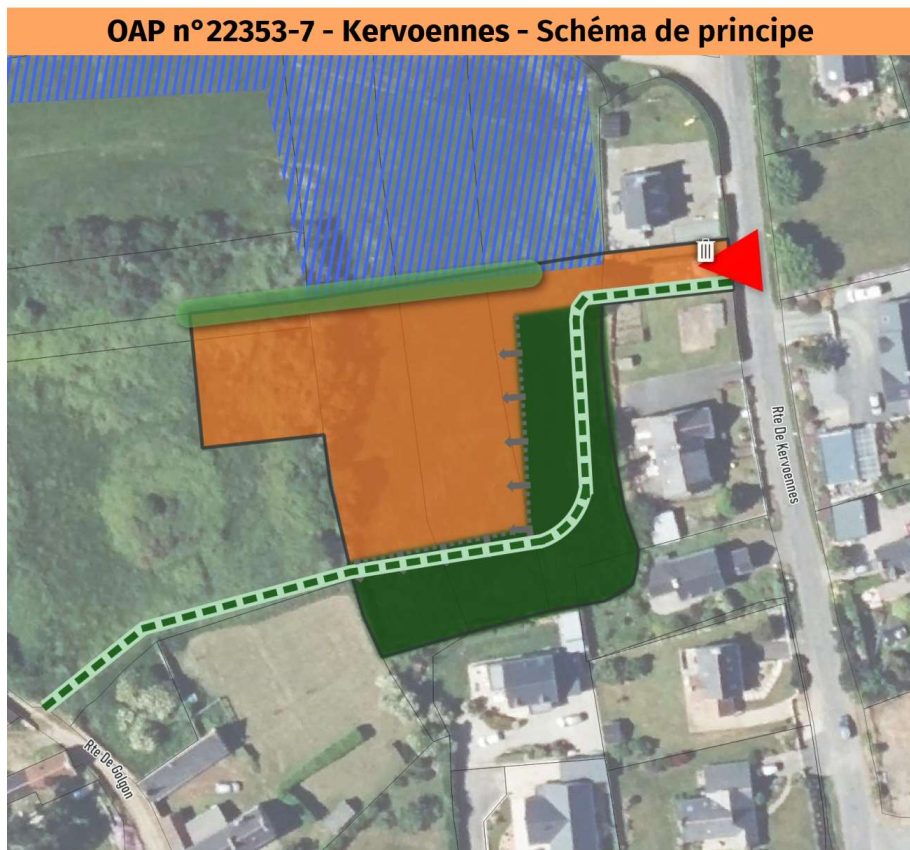 OAP n°22353-7 - Kervoennes - Schéma de principe
Rte De Kervoennes
Rte De Golgon